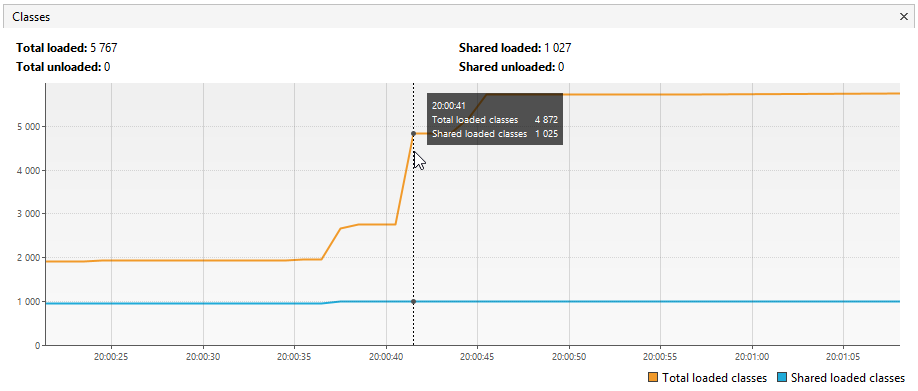 Classes
Total loaded: 5 767
Shared loaded: 1 027
Total unloaded: 0
Shared unloaded: 0
20:00:41
Total loaded classes 4 872
Shared loaded classes 1 025
5 000
4 000
3 000
2 000
1 000
0
20:00:25 20:00:30 20:00:35 20:00:40 20:00:45 20:00:50 20:00:55 20:01:00 20:01:05
Total loaded classes Shared loaded classes